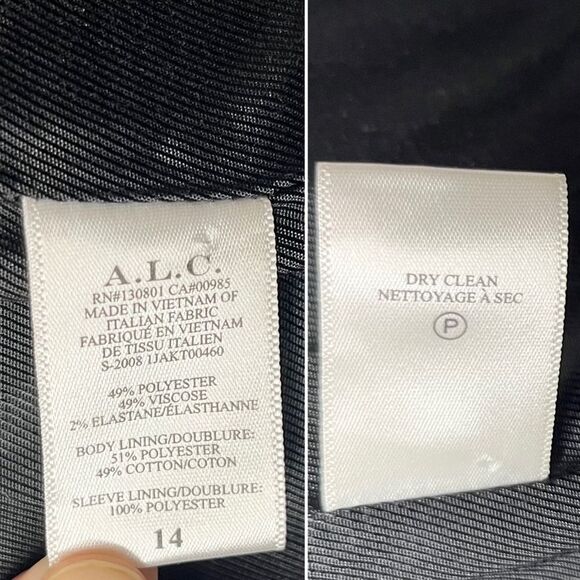 A.L.C.
RN#130801 CA#00985
MADE IN VIETNAM OF
ITALIAN FABRIC
FABRIQUÉ EN VIETNAM
DE TISSU ITALIEN
S-2008 1JAKT00460
49% POLYESTER
49% VISCOSE
2% ELASTANE/ÉLASTHANNE
BODY LINING/DOUBLURE:
51% POLYESTER
49% COTTON/COTON
SLEEVE LINING/DOUBLURE:
100% POLYESTER
14
DRY CLEAN
NETTOYAGE À SEC
P